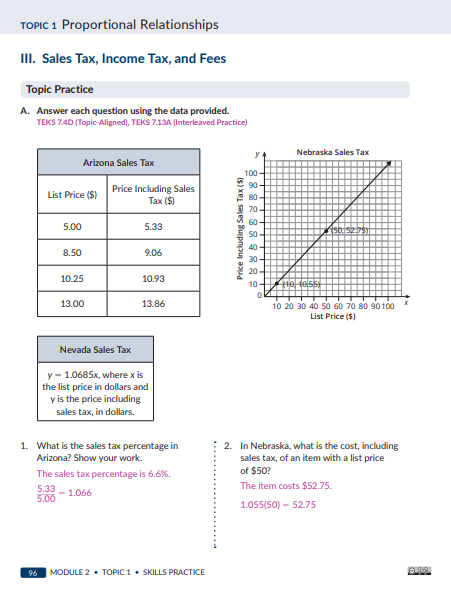 TOPIC 1 Proportional Relationships
III. Sales Tax, Income Tax, and Fees
Topic Practice
A. Answer each question using the data provided.
TEKS 7.4D (Topic-Aligned), TEKS 7.13A (Interleaved Practice)
Arizona Sales Tax
List Price ($) Price Including Sales Tax ($)
5.00 5.33
8.50 9.06
10.25 10.93
13.00 13.86
Nebraska Sales Tax
y
Price Including Sales Tax ($)
100
90
80
70
60
50
40
30
20
10
0
(50, 52.75)
(10, 10.55)
10 20 30 40 50 60 70 80 90 100
x
List Price ($)
Nevada Sales Tax
y = 1.0685x, where x is
the list price in dollars and
y is the price including
sales tax, in dollars.
1. What is the sales tax percentage in
Arizona? Show your work.
The sales tax percentage is 6.6%.
5.33/5.00 = 1.066
2. In Nebraska, what is the cost, including
sales tax, of an item with a list price
of $50?
The item costs $52.75.
1.055(50) = 52.75
96 MODULE 2 • TOPIC 1 • SKILLS PRACTICE